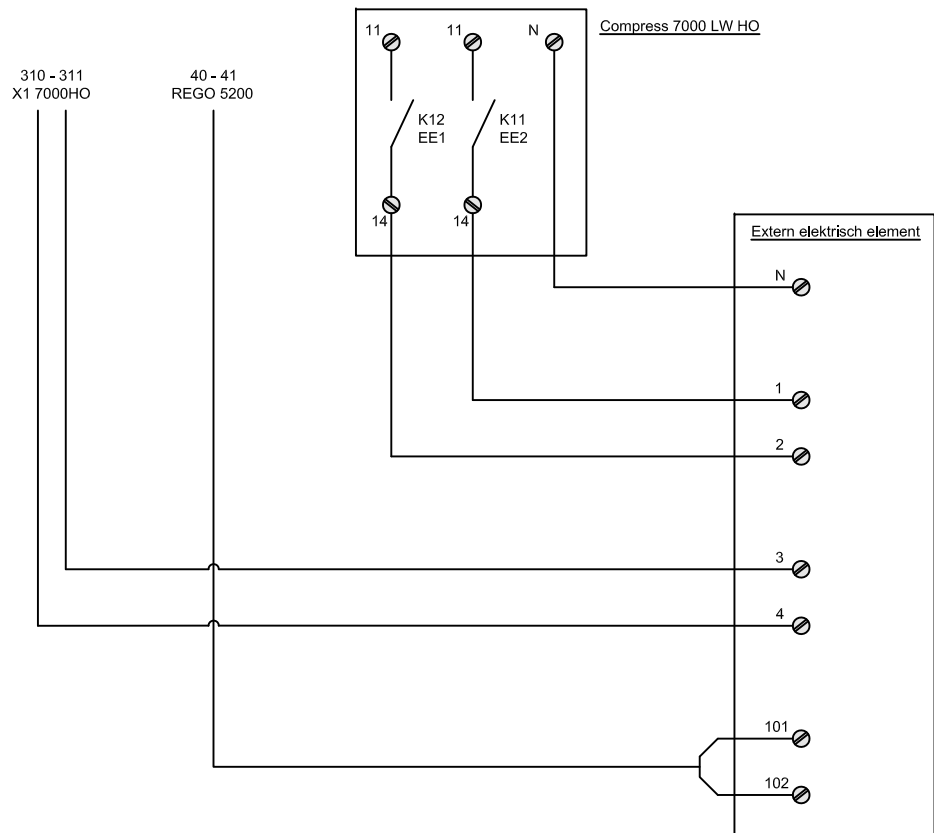 Compress 7000 LW HO
11
11
N
310 - 311
X1 7000HO
40 - 41
REGO 5200
K12
EE1
K11
EE2
14
14
Extern elektrisch element
N
1
2
3
4
101
102